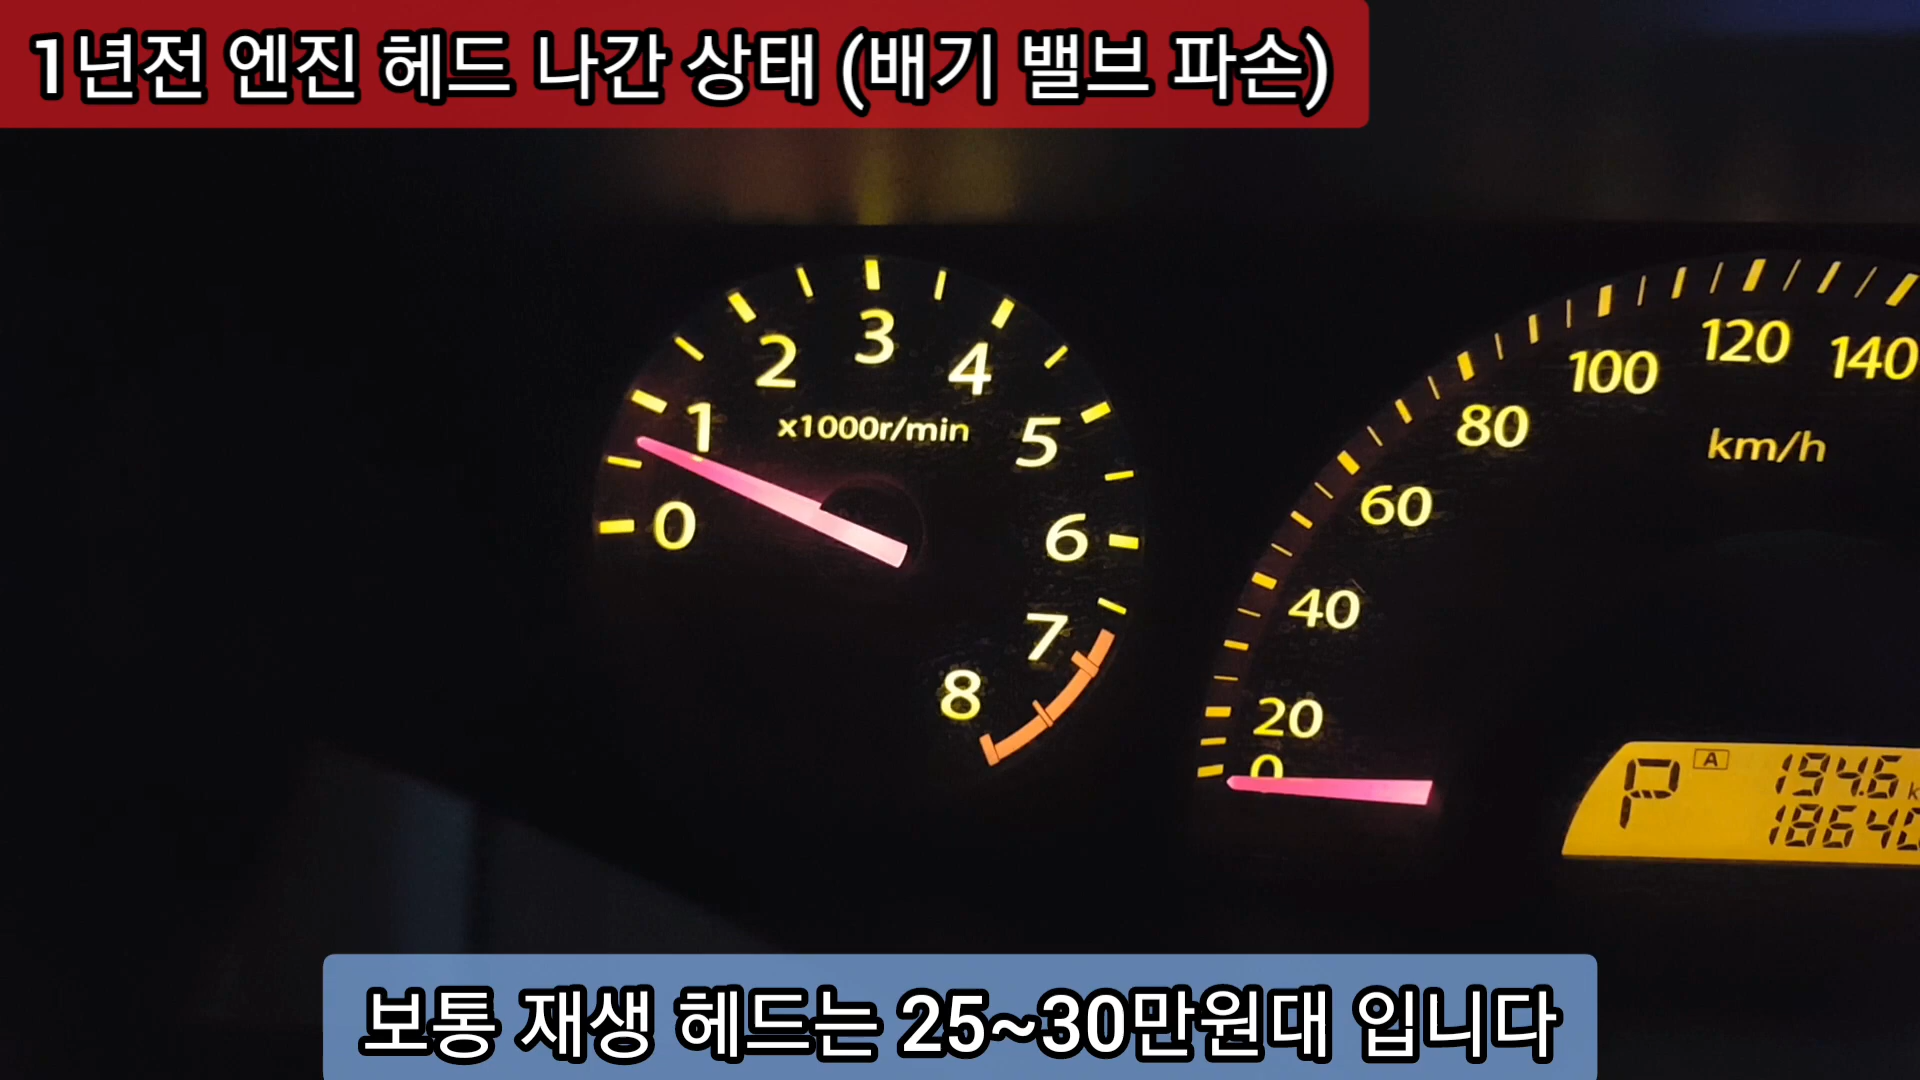 1년전 엔진 헤드 나간 상태 (배기 밸브 파손)
0 1 2 3 4 5 6 7 8
x1000r/min
0 20 40 60 80 100 120 140
km/h
P A 194.6
보통 재생 헤드는 25~30만원대 입니다